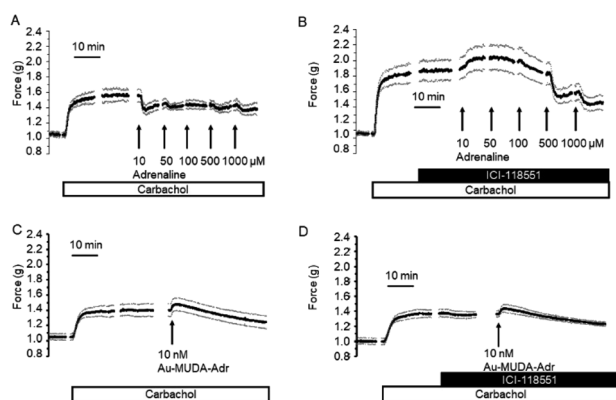 A
Force (g)
2.4
2.2
2.0
1.8
1.6
1.4
1.2
1.0
0.8
10 min
10 50 100 500 1000 µM
Adrenaline
Carbachol
B
Force (g)
2.4
2.2
2.0
1.8
1.6
1.4
1.2
1.0
0.8
10 min
10 50 100 500 1000 µM
Adrenaline
ICI-118551
Carbachol
C
Force (g)
2.4
2.2
2.0
1.8
1.6
1.4
1.2
1.0
0.8
10 min
10 nM
Au-MUDA-Adr
Carbachol
D
Force (g)
2.4
2.2
2.0
1.8
1.6
1.4
1.2
1.0
0.8
10 min
10 nM
Au-MUDA-Adr
ICI-118551
Carbachol